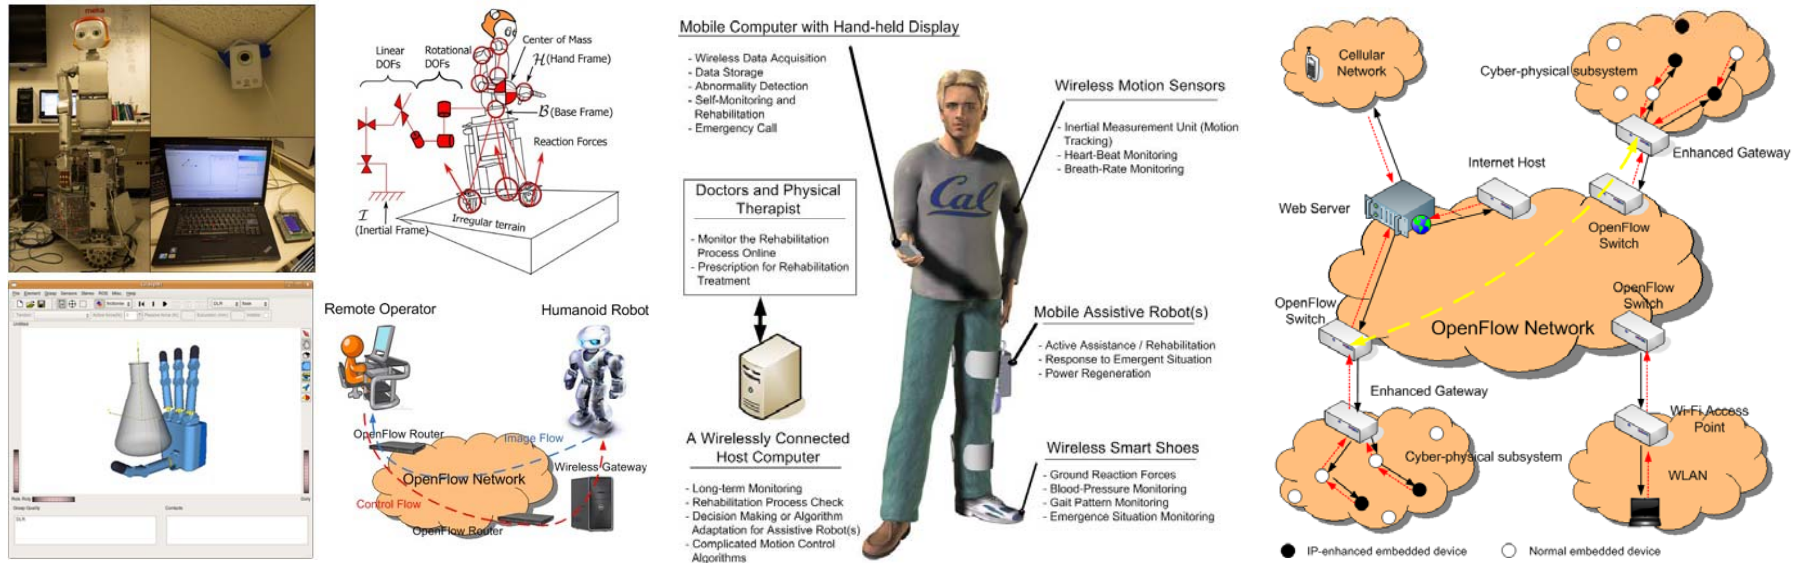 meka
Linear
DOFs
Rotational
DOFs
Center of Mass
H(Hand Frame)
B(Base Frame)
Reaction Forces
I
(Inertial Frame)
Irregular terrain
Remote Operator
Humanoid Robot
OpenFlow Router
Image Flow
Wireless Gateway
OpenFlow Network
Control Flow
OpenFlow Router
Mobile Computer with Hand-held Display
- Wireless Data Acquisition
- Data Storage
- Abnormality Detection
- Self-Monitoring and
Rehabilitation
- Emergency Call
Doctors and Physical
Therapist
- Monitor the Rehabilitation
Process Online
- Prescription for Rehabilitation
Treatment
A Wirelessly Connected
Host Computer
- Long-term Monitoring
- Rehabilitation Process Check
- Decision Making or Algorithm
Adaptation for Assistive Robot(s)
- Complicated Motion Control
Algorithms
Cal
Wireless Motion Sensors
- Inertial Measurement Unit (Motion
Tracking)
- Heart-Beat Monitoring
- Breath-Rate Monitoring
Mobile Assistive Robot(s)
- Active Assistance / Rehabilitation
- Response to Emergent Situation
- Power Regeneration
Wireless Smart Shoes
- Ground Reaction Forces
- Blood-Pressure Monitoring
- Gait Pattern Monitoring
- Emergence Situation Monitoring
Cellular
Network
Cyber-physical subsystem
Enhanced Gateway
Internet Host
Web Server
OpenFlow
Switch
OpenFlow
Switch
OpenFlow
Switch
OpenFlow Network
Enhanced Gateway
Wi-Fi Access
Point
Cyber-physical subsystem
WLAN
IP-enhanced embedded device
Normal embedded device